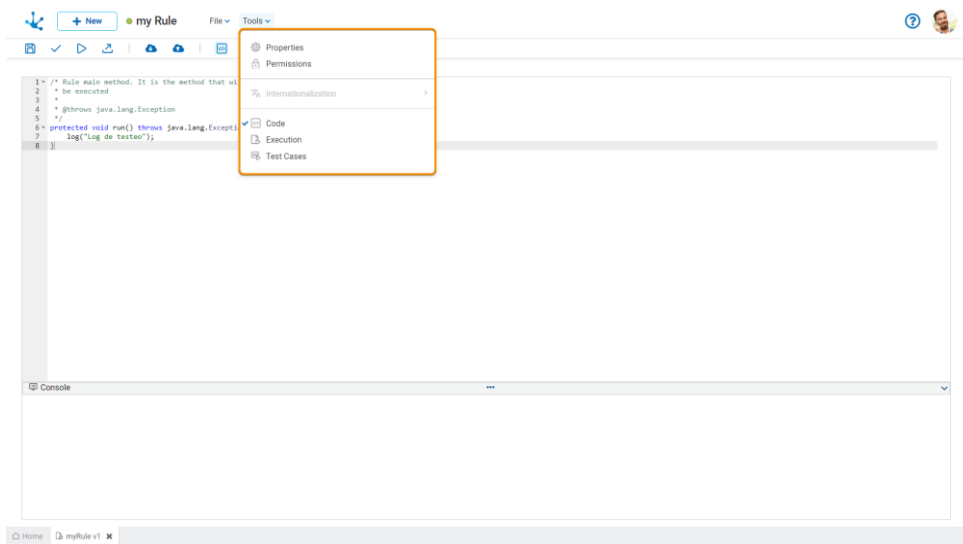 + New
my Rule
File
Tools
Properties
Permissions
Internationalization
Code
Execution
Test Cases
1 /* Rule main method. It is the method that wi
2 * be executed
3 *
4 * @throws java.lang.Exception
5 */
6 protected void run() throws java.lang.Excepti
7 log("Log de testeo");
8 }
Console
Home
myRule v1